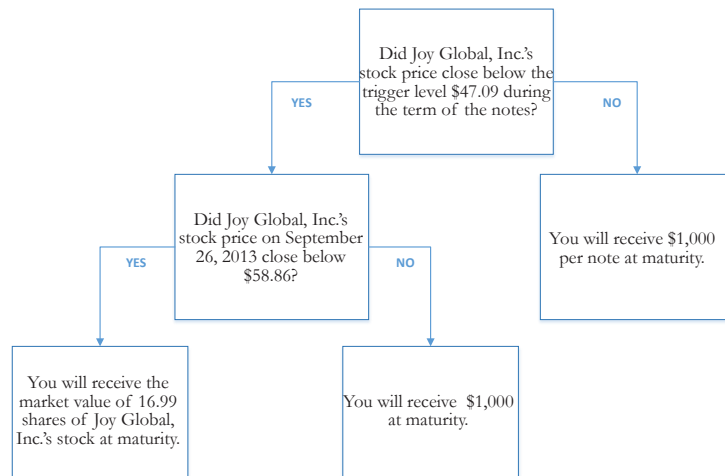 Did Joy Global, Inc.'s
stock price close below the
trigger level $47.09 during
the term of the notes?
YES
NO
Did Joy Global, Inc.'s
stock price on September
26, 2013 close below
$58.86?
You will receive $1,000
per note at maturity.
YES
NO
You will receive the
market value of 16.99
shares of Joy Global,
Inc.'s stock at maturity.
You will receive $1,000
at maturity.